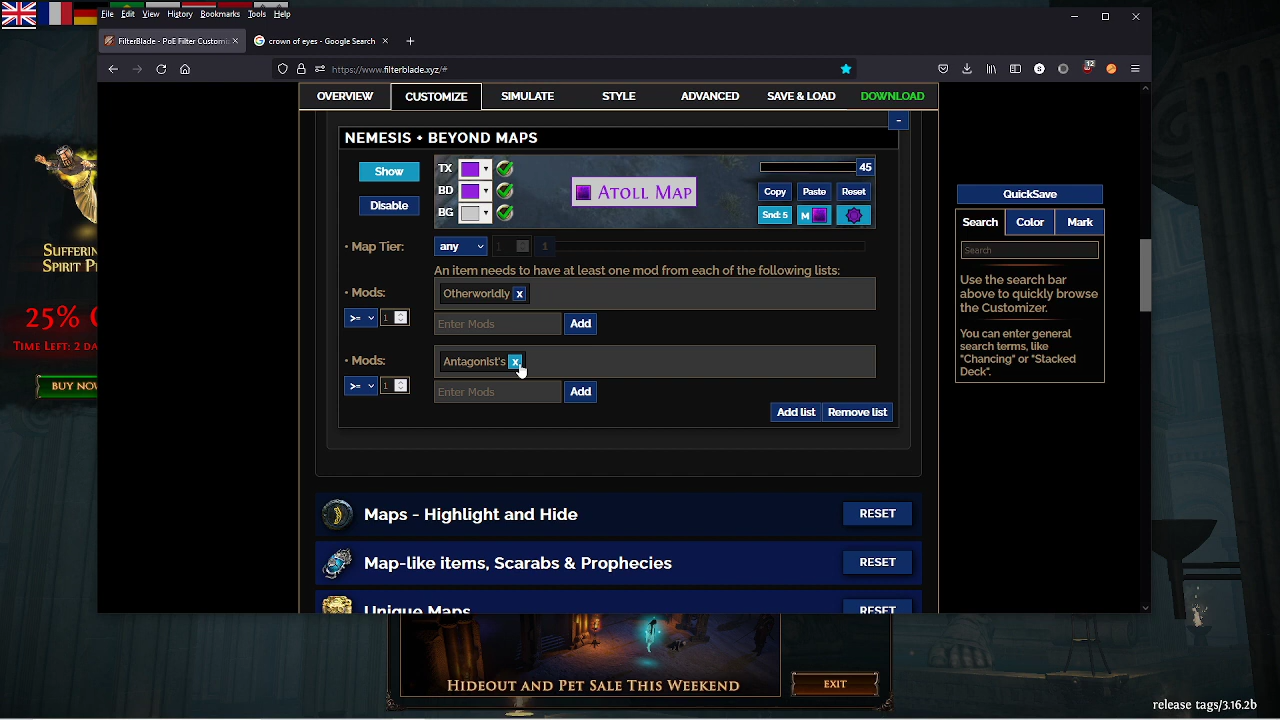 File Edit View History Bookmarks Tools Help
FilterBlade - PoE Filter Customi
crown of eyes - Google Search
https://www.filterblade.xyz/#
12
OVERVIEW CUSTOMIZE SIMULATE STYLE ADVANCED SAVE & LOAD DOWNLOAD
-
NEMESIS + BEYOND MAPS
Show
Disable
TX
BD
BG
Atoll Map
45
Copy Paste Reset
Snd: 5 M
• Map Tier: any 1 1
An item needs to have at least one mod from each of the following lists:
• Mods: Otherworldly x
>= 1 Enter Mods Add
• Mods: Antagonist's x
>= 1 Enter Mods Add
Add list Remove list
Maps - Highlight and Hide RESET
Map-like items, Scarabs & Prophecies RESET
Unique Maps RESET
QuickSave
Search Color Mark
Search
Use the search bar
above to quickly browse
the Customizer.
You can enter general
search terms, like
"Chancing" or "Stacked
Deck".
Suffering
Spirit P
25%
Time Left: 2 da
BUY NOW
Hideout and Pet Sale This Weekend
EXIT
release tags/3.16.2b